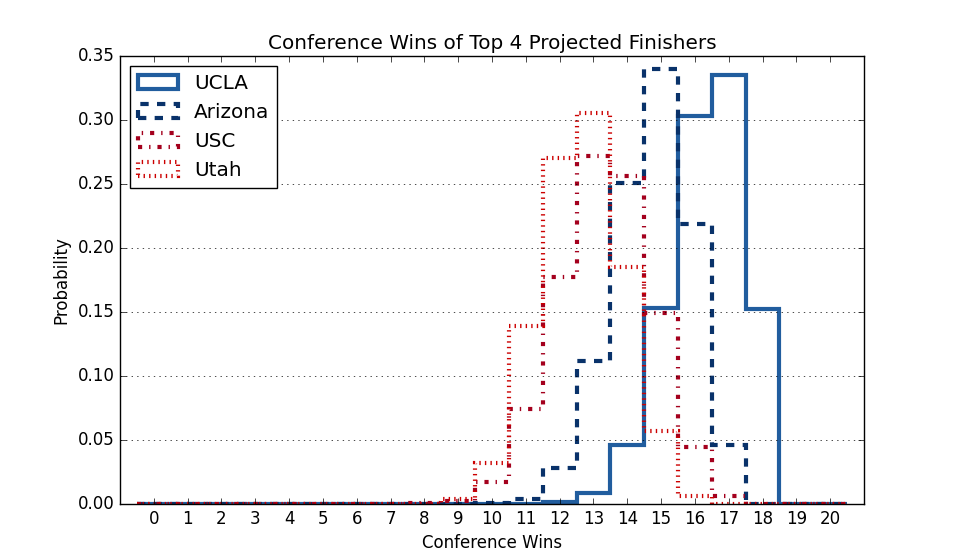 Conference Wins of Top 4 Projected Finishers
0.35
0.30
0.25
0.20
0.15
0.10
0.05
0.00
Probability
UCLA
Arizona
USC
Utah
0 1 2 3 4 5 6 7 8 9 10 11 12 13 14 15 16 17 18 19 20
Conference Wins